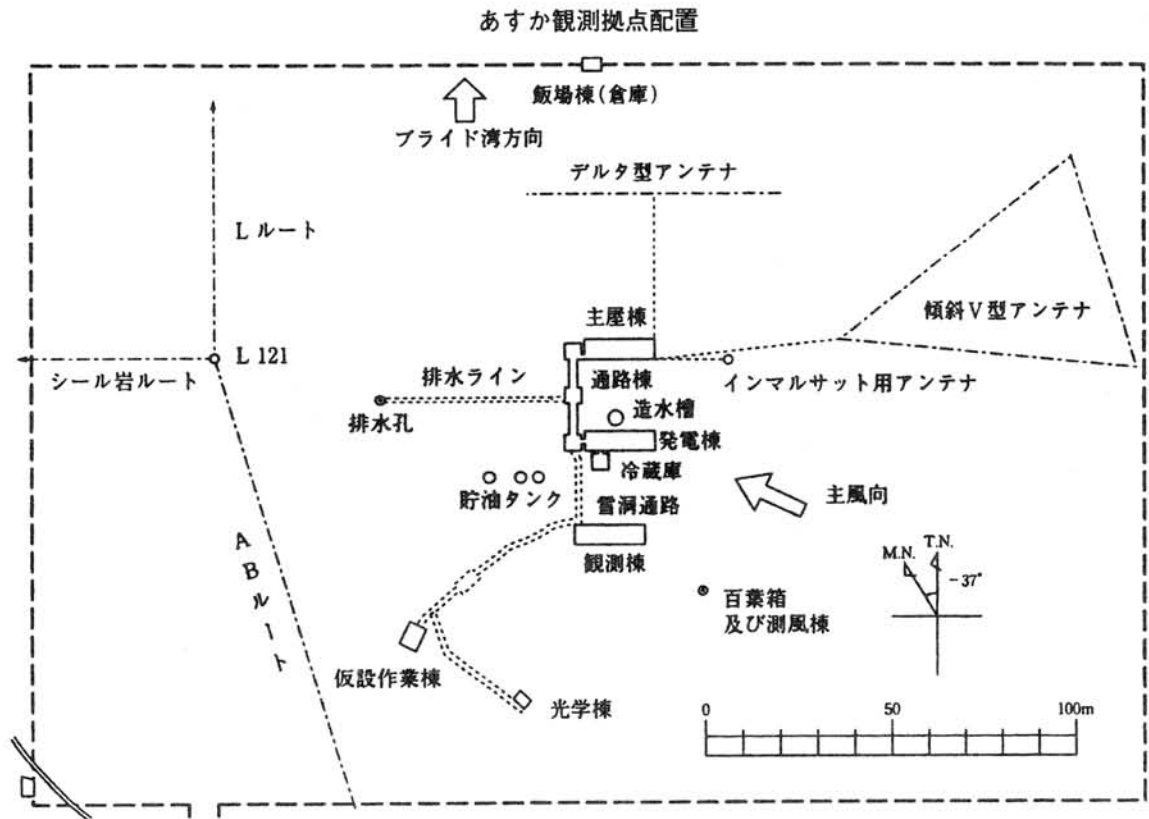 あすか観測拠点配置
飯場棟(倉庫)
ブライド湾方向
デルタ型アンテナ
Lルート
傾斜V型アンテナ
主屋棟
L 121
シール岩ルート
排水ライン
通路棟
インマルサット用アンテナ
排水孔
造水槽
発電棟
冷蔵庫
貯油タンク
雪洞通路
主風向
観測棟
ABルート
M.N.
T.N.
-37°
百葉箱
及び測風棟
仮設作業棟
光学棟
0
50
100m